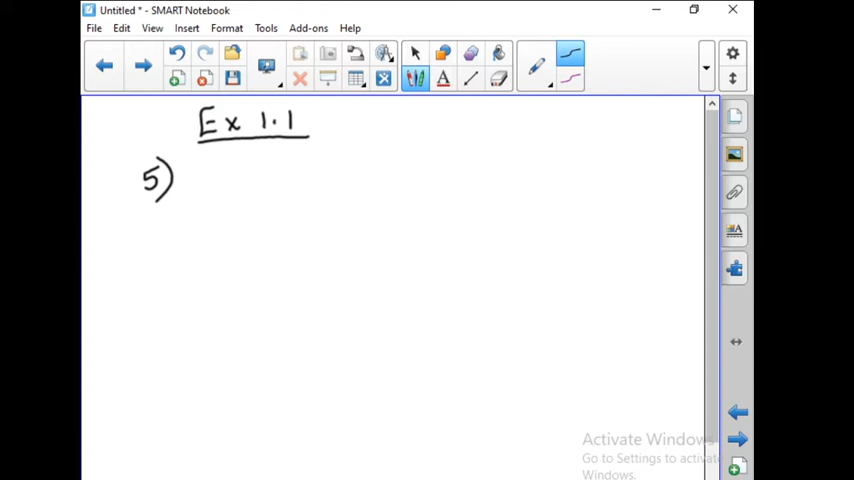 Untitled * - SMART Notebook
File Edit View Insert Format Tools Add-ons Help
Ex 1.1
5)
Activate Windows
Go to Settings to activate
Windows.